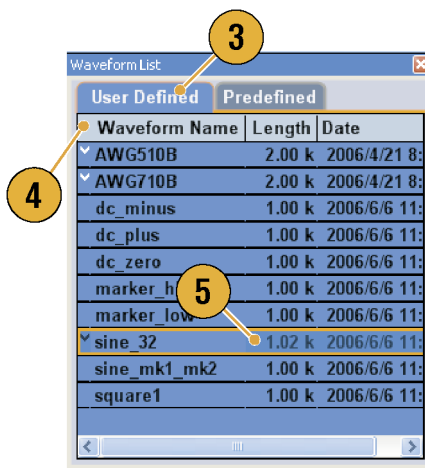 3
Waveform List
User Defined Predefined
Waveform Name Length Date
4
AWG510B 2.00 k 2006/4/21 8:
AWG710B 2.00 k 2006/4/21 8:
dc_minus 1.00 k 2006/6/6 11:
dc_plus 1.00 k 2006/6/6 11:
dc_zero 1.00 k 2006/6/6 11:
marker_h 1.00 k 2006/6/6 11:
5
marker_low 1.00 k 2006/6/6 11:
sine_32 1.02 k 2006/6/6 11:
sine_mk1_mk2 1.00 k 2006/6/6 11:
square1 1.00 k 2006/6/6 11: